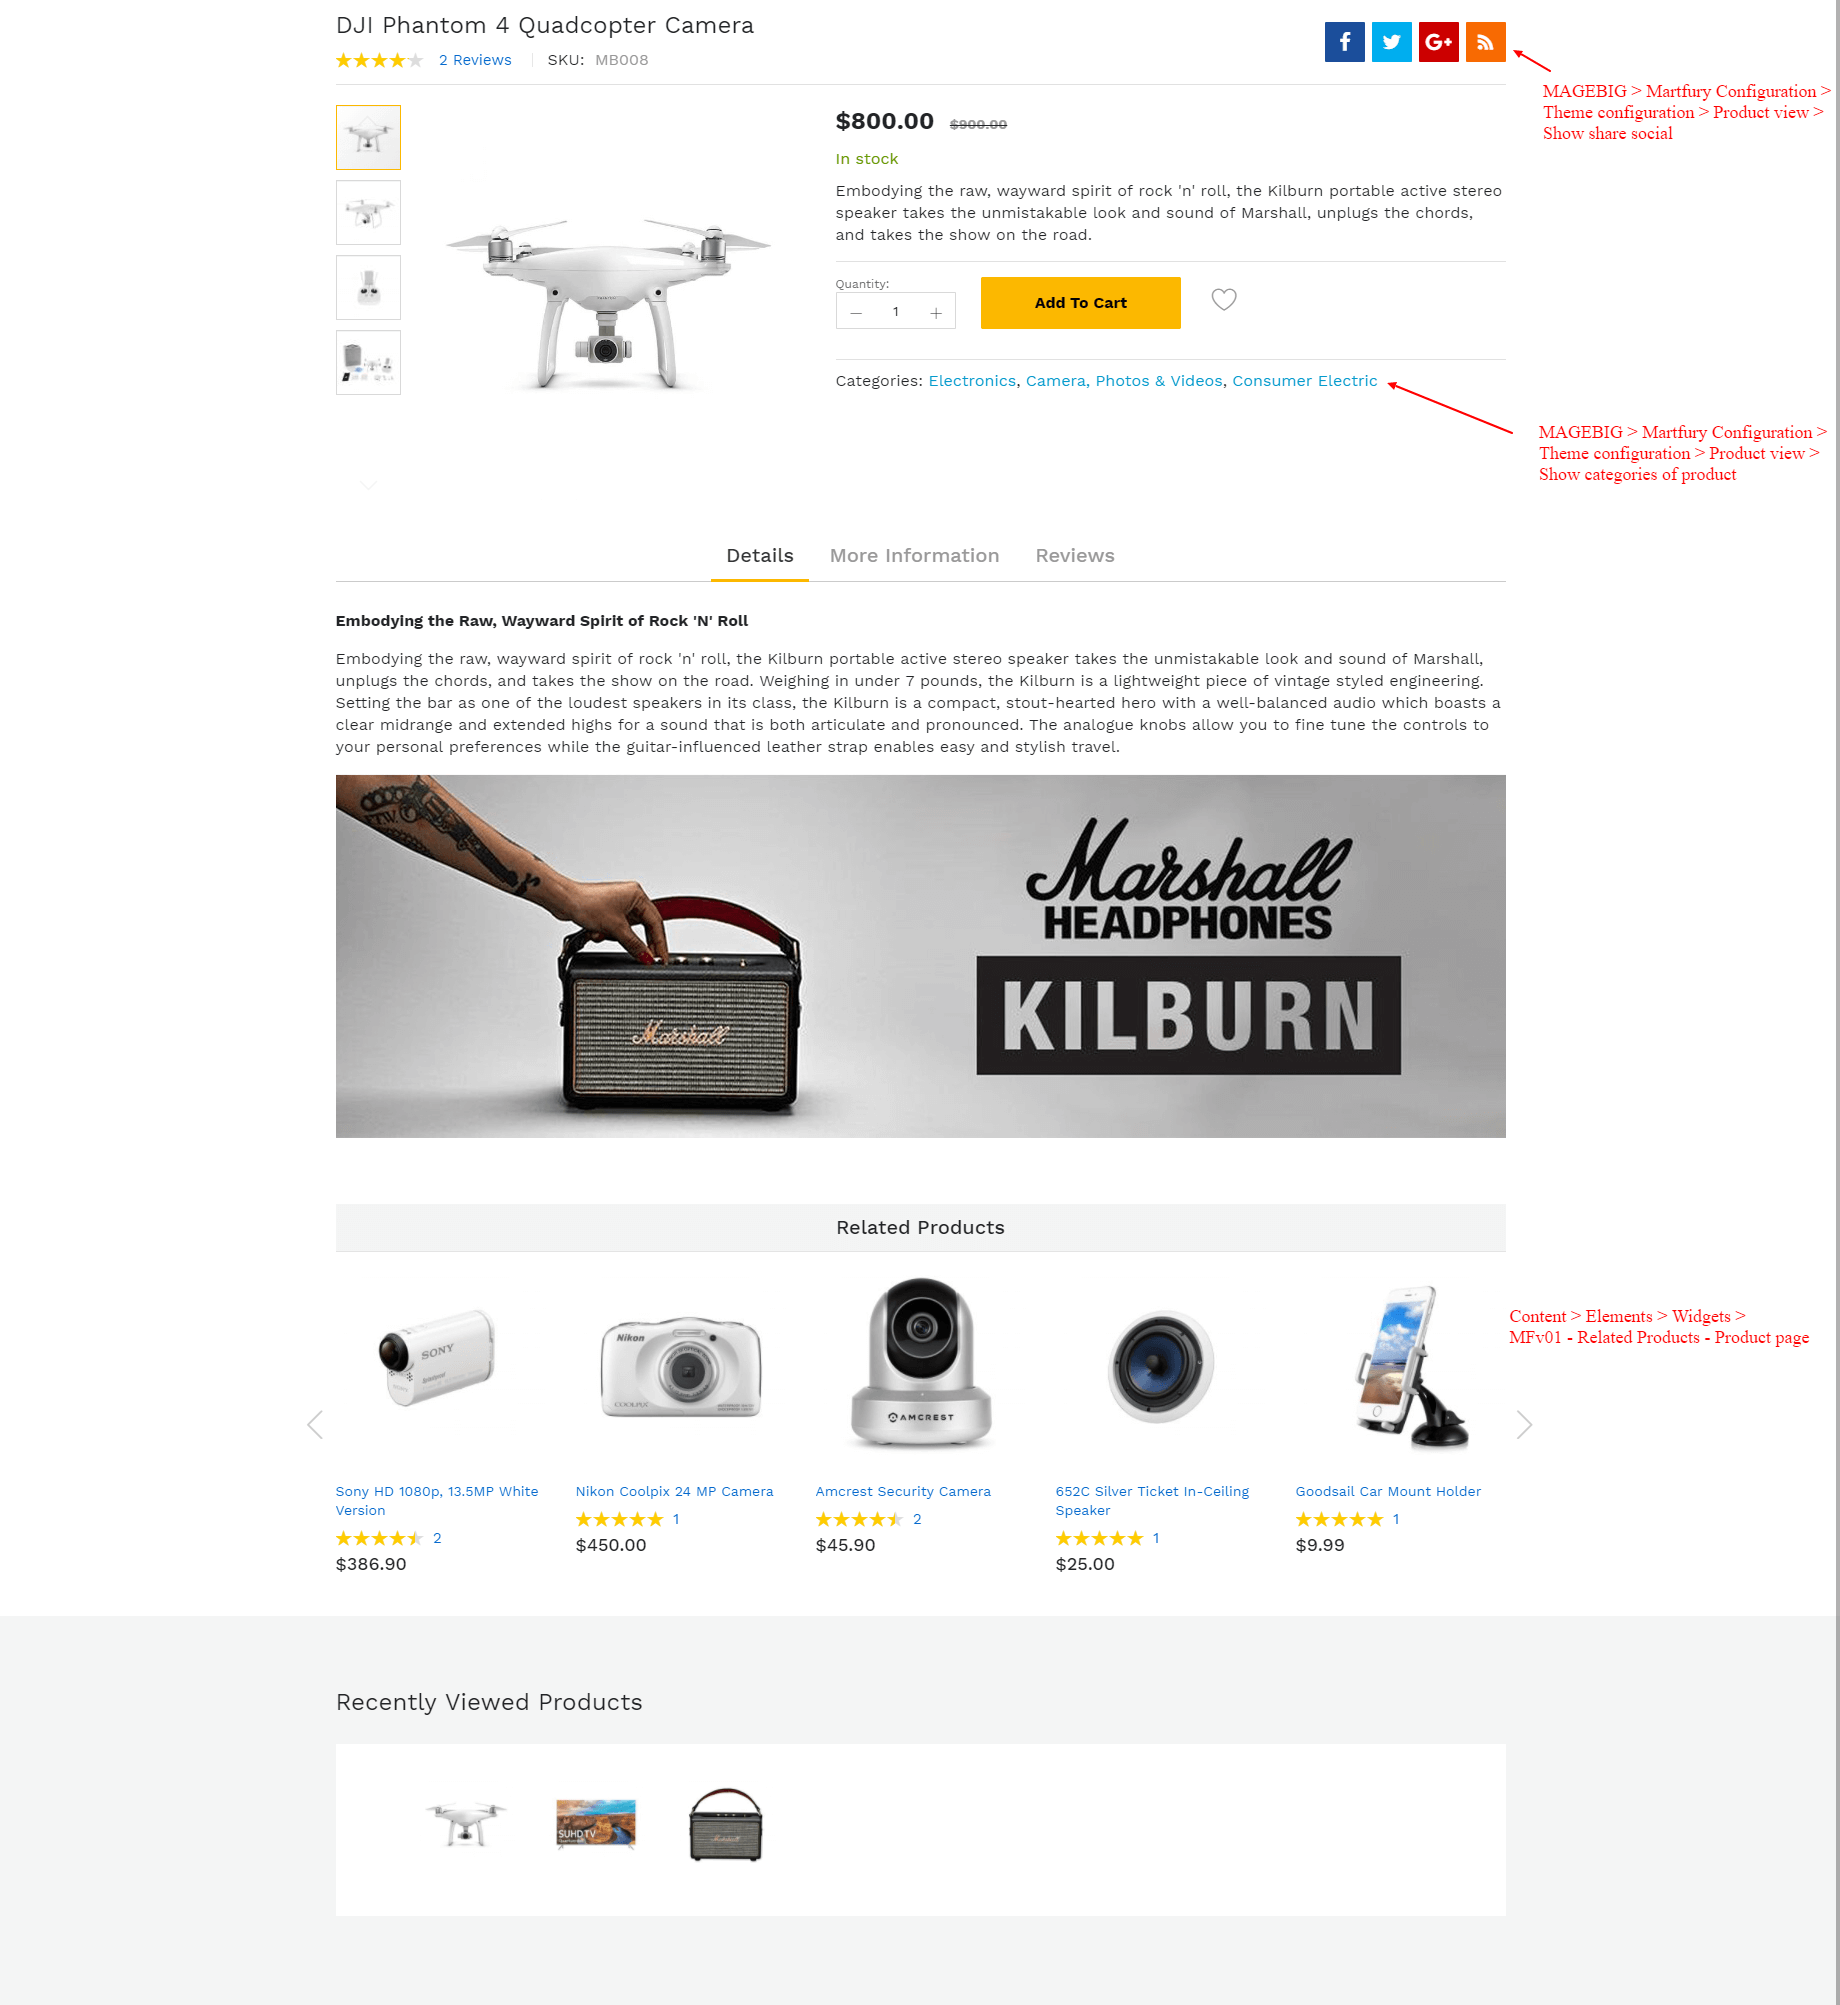 DJI Phantom 4 Quadcopter Camera
2 Reviews SKU: MB008
MAGEBIG > Martfury Configuration >
Theme configuration > Product view >
Show share social
$800.00 $900.00
In stock
Embodying the raw, wayward spirit of rock 'n' roll, the Kilburn portable active stereo
speaker takes the unmistakable look and sound of Marshall, unplugs the chords,
and takes the show on the road.
Quantity:
1
Add To Cart
Categories: Electronics, Camera, Photos & Videos, Consumer Electric
MAGEBIG > Martfury Configuration >
Theme configuration > Product view >
Show categories of product
Details More Information Reviews
Embodying the Raw, Wayward Spirit of Rock 'N' Roll
Embodying the raw, wayward spirit of rock 'n' roll, the Kilburn portable active stereo speaker takes the unmistakable look and sound of Marshall,
unplugs the chords, and takes the show on the road. Weighing in under 7 pounds, the Kilburn is a lightweight piece of vintage styled engineering.
Setting the bar as one of the loudest speakers in its class, the Kilburn is a compact, stout-hearted hero with a well-balanced audio which boasts a
clear midrange and extended highs for a sound that is both articulate and pronounced. The analogue knobs allow you to fine tune the controls to
your personal preferences while the guitar-influenced leather strap enables easy and stylish travel.
F.T.W.
Marshall
HEADPHONES
KILBURN
Marshall
Related Products
Content > Elements > Widgets >
MFv01 - Related Products - Product page
SONY
Nikon
COOLPIX
AMCREST
Sony HD 1080p, 13.5MP White
Version
2
$386.90
Nikon Coolpix 24 MP Camera
1
$450.00
Amcrest Security Camera
2
$45.90
652C Silver Ticket In-Ceiling
Speaker
1
$25.00
Goodsail Car Mount Holder
1
$9.99
Recently Viewed Products
SUHDTV
Marshall